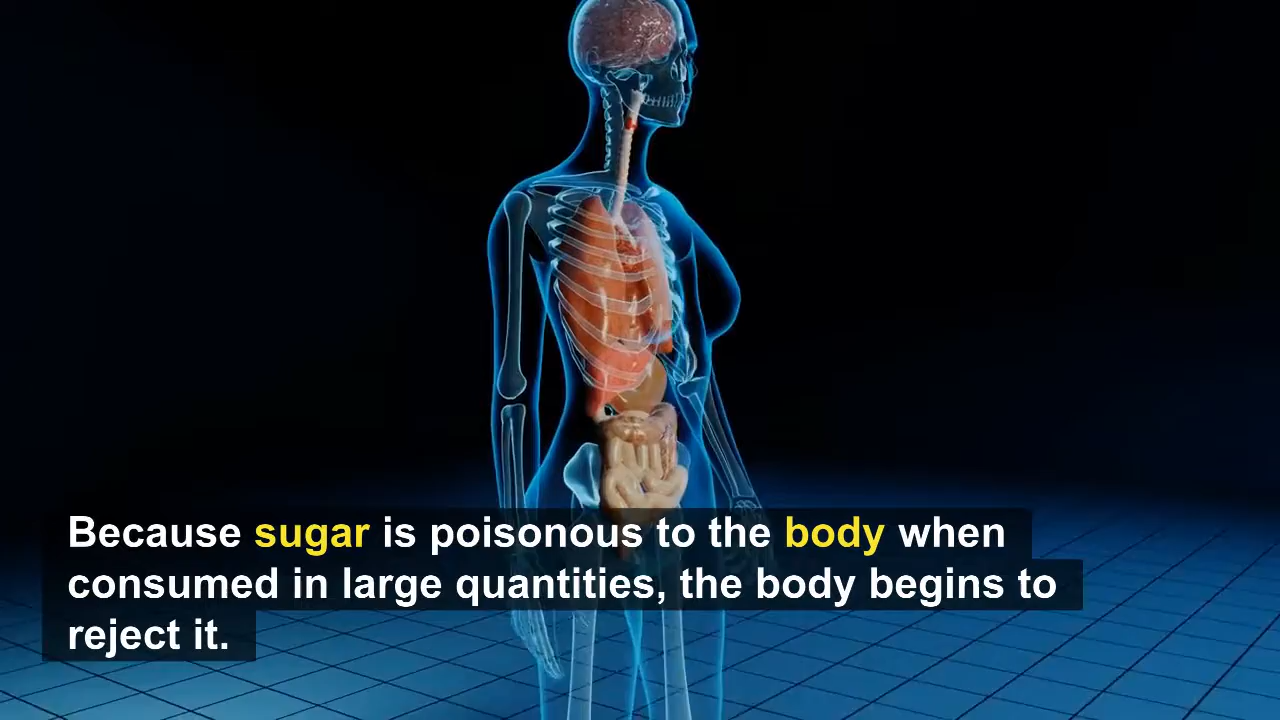 Because sugar is poisonous to the body when
consumed in large quantities, the body begins to
reject it.